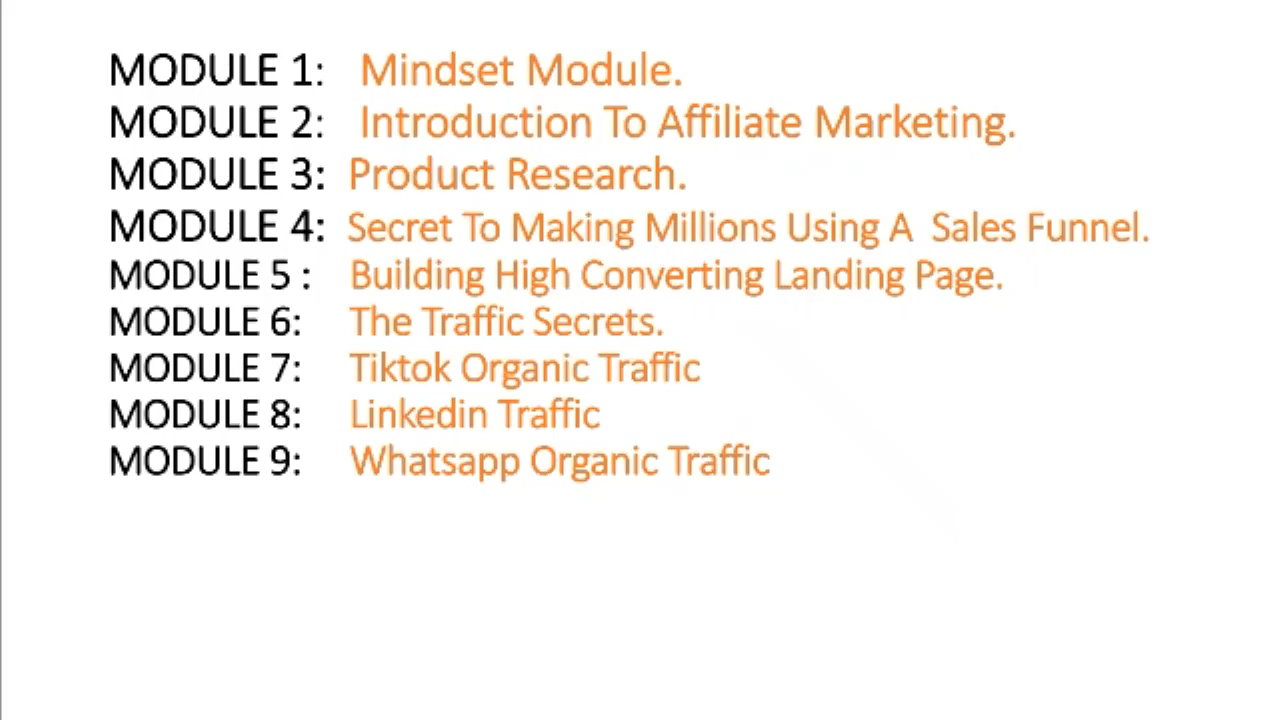 MODULE 1: Mindset Module.
MODULE 2: Introduction To Affiliate Marketing.
MODULE 3: Product Research.
MODULE 4: Secret To Making Millions Using A Sales Funnel.
MODULE 5 : Building High Converting Landing Page.
MODULE 6: The Traffic Secrets.
MODULE 7: Tiktok Organic Traffic
MODULE 8: Linkedin Traffic
MODULE 9: Whatsapp Organic Traffic